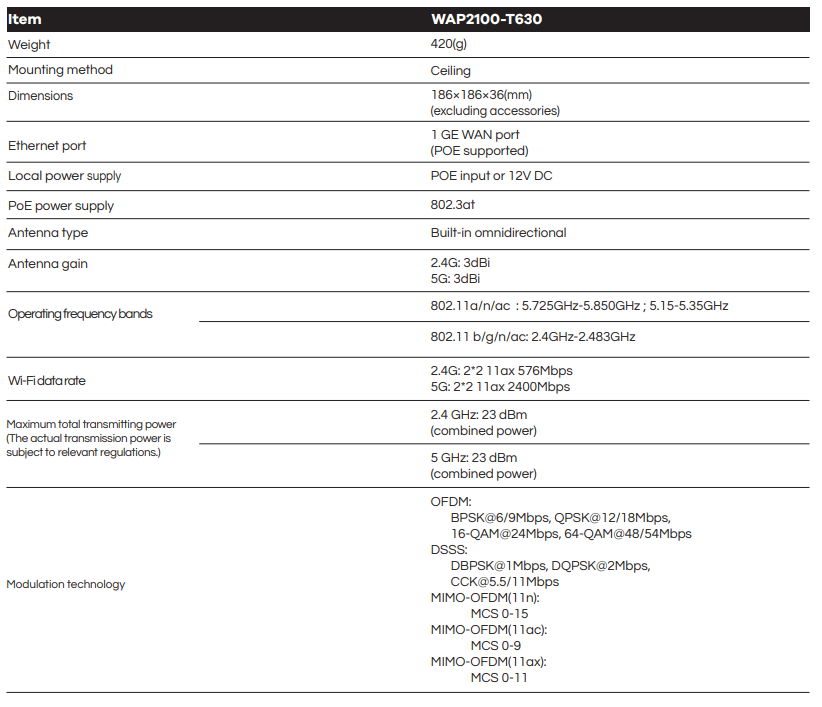 Item WAP2100-T630
Weight 420(g)
Mounting method Ceiling
Dimensions 186×186×36(mm)
(excluding accessories)
Ethernet port 1 GE WAN port
(POE supported)
Local power supply POE input or 12V DC
PoE power supply 802.3at
Antenna type Built-in omnidirectional
Antenna gain 2.4G: 3dBi
5G: 3dBi
Operating frequency bands 802.11a/n/ac : 5.725GHz-5.850GHz ; 5.15-5.35GHz
802.11 b/g/n/ac: 2.4GHz-2.483GHz
Wi-Fi data rate 2.4G: 2*2 11ax 576Mbps
5G: 2*2 11ax 2400Mbps
Maximum total transmitting power
(The actual transmission power is
subject to relevant regulations.)
2.4 GHz: 23 dBm
(combined power)
5 GHz: 23 dBm
(combined power)
Modulation technology
OFDM:
BPSK@6/9Mbps, QPSK@12/18Mbps,
16-QAM@24Mbps, 64-QAM@48/54Mbps
DSSS:
DBPSK@1Mbps, DQPSK@2Mbps,
CCK@5.5/11Mbps
MIMO-OFDM(11n):
MCS 0-15
MIMO-OFDM(11ac):
MCS 0-9
MIMO-OFDM(11ax):
MCS 0-11